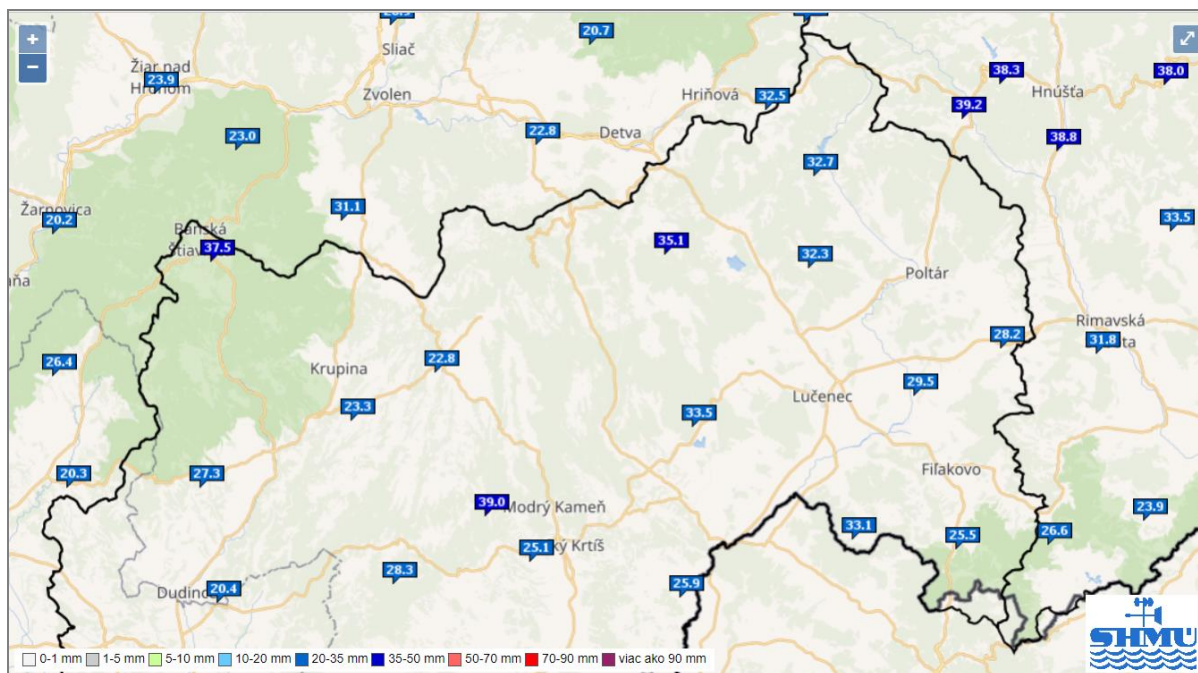 +
−
20.7
Sliač
Žiar nad
Hronom
23.9
Zvolen
Hriňová
32.5
38.3
38.0
Hnúšťa
39.2
23.0
22.8
Detva
38.8
32.7
Žarnovica
20.2
31.1
33.5
Banská
37.5
35.1
32.3
Poltár
26.4
22.8
28.2
Rimavská
31.8
Krupina
23.3
33.5
Lučenec
29.5
20.3
27.3
Fiľakovo
39.0
Modrý Kameň
23.9
33.1
25.5
26.6
25.1
28.3
20.4
25.9
SHMU
0-1 mm 1-5 mm 5-10 mm 10-20 mm 20-35 mm 35-50 mm 50-70 mm 70-90 mm viac ako 90 mm